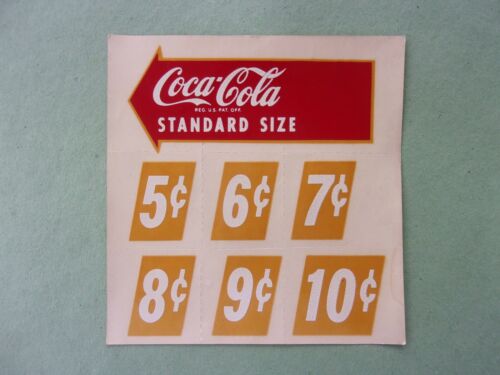 Coca-Cola
REG. U.S. PAT. OFF.
STANDARD SIZE
5¢ 6¢ 7¢
8¢ 9¢ 10¢